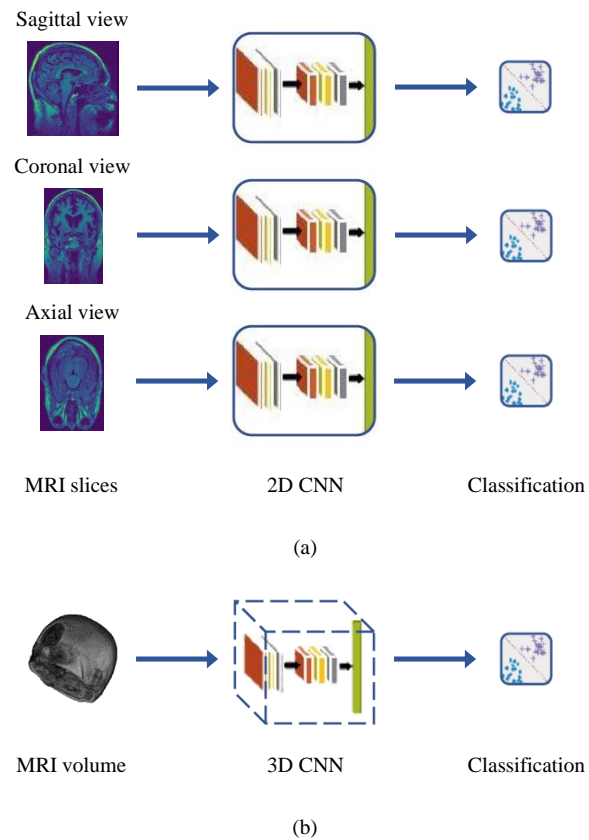 Sagittal view
Coronal view
Axial view
MRI slices 2D CNN Classification
(a)
MRI volume 3D CNN Classification
(b)